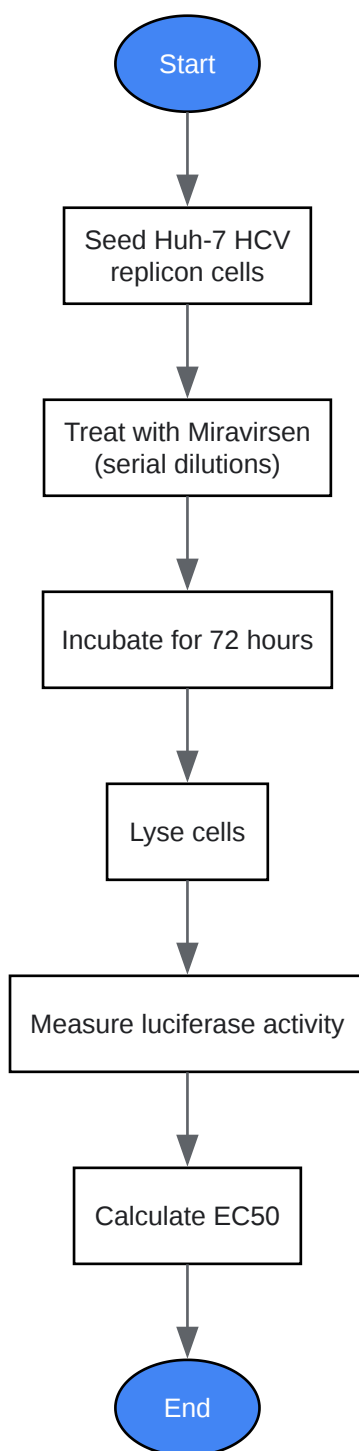 Start
Seed Huh-7 HCV
replicon cells
Treat with Miravirsen
(serial dilutions)
Incubate for 72 hours
Lyse cells
Measure luciferase activity
Calculate EC50
End